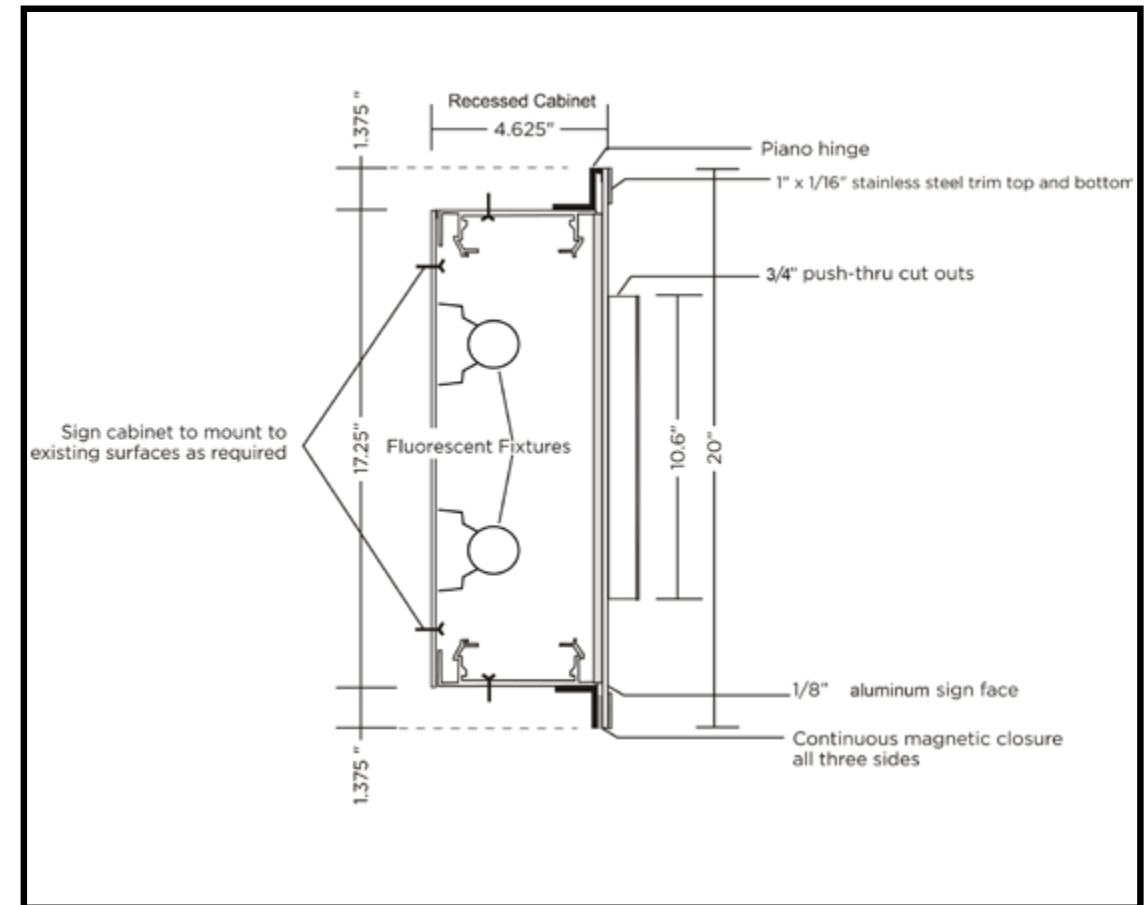 Recessed Cabinet
4.625"
1.375 "
Piano hinge
1" x 1/16" stainless steel trim top and bottom
3/4" push-thru cut outs
Sign cabinet to mount to
existing surfaces as required
17.25"
Fluorescent Fixtures
10.6"
20"
1/8" aluminum sign face
Continuous magnetic closure
all three sides
1.375 "